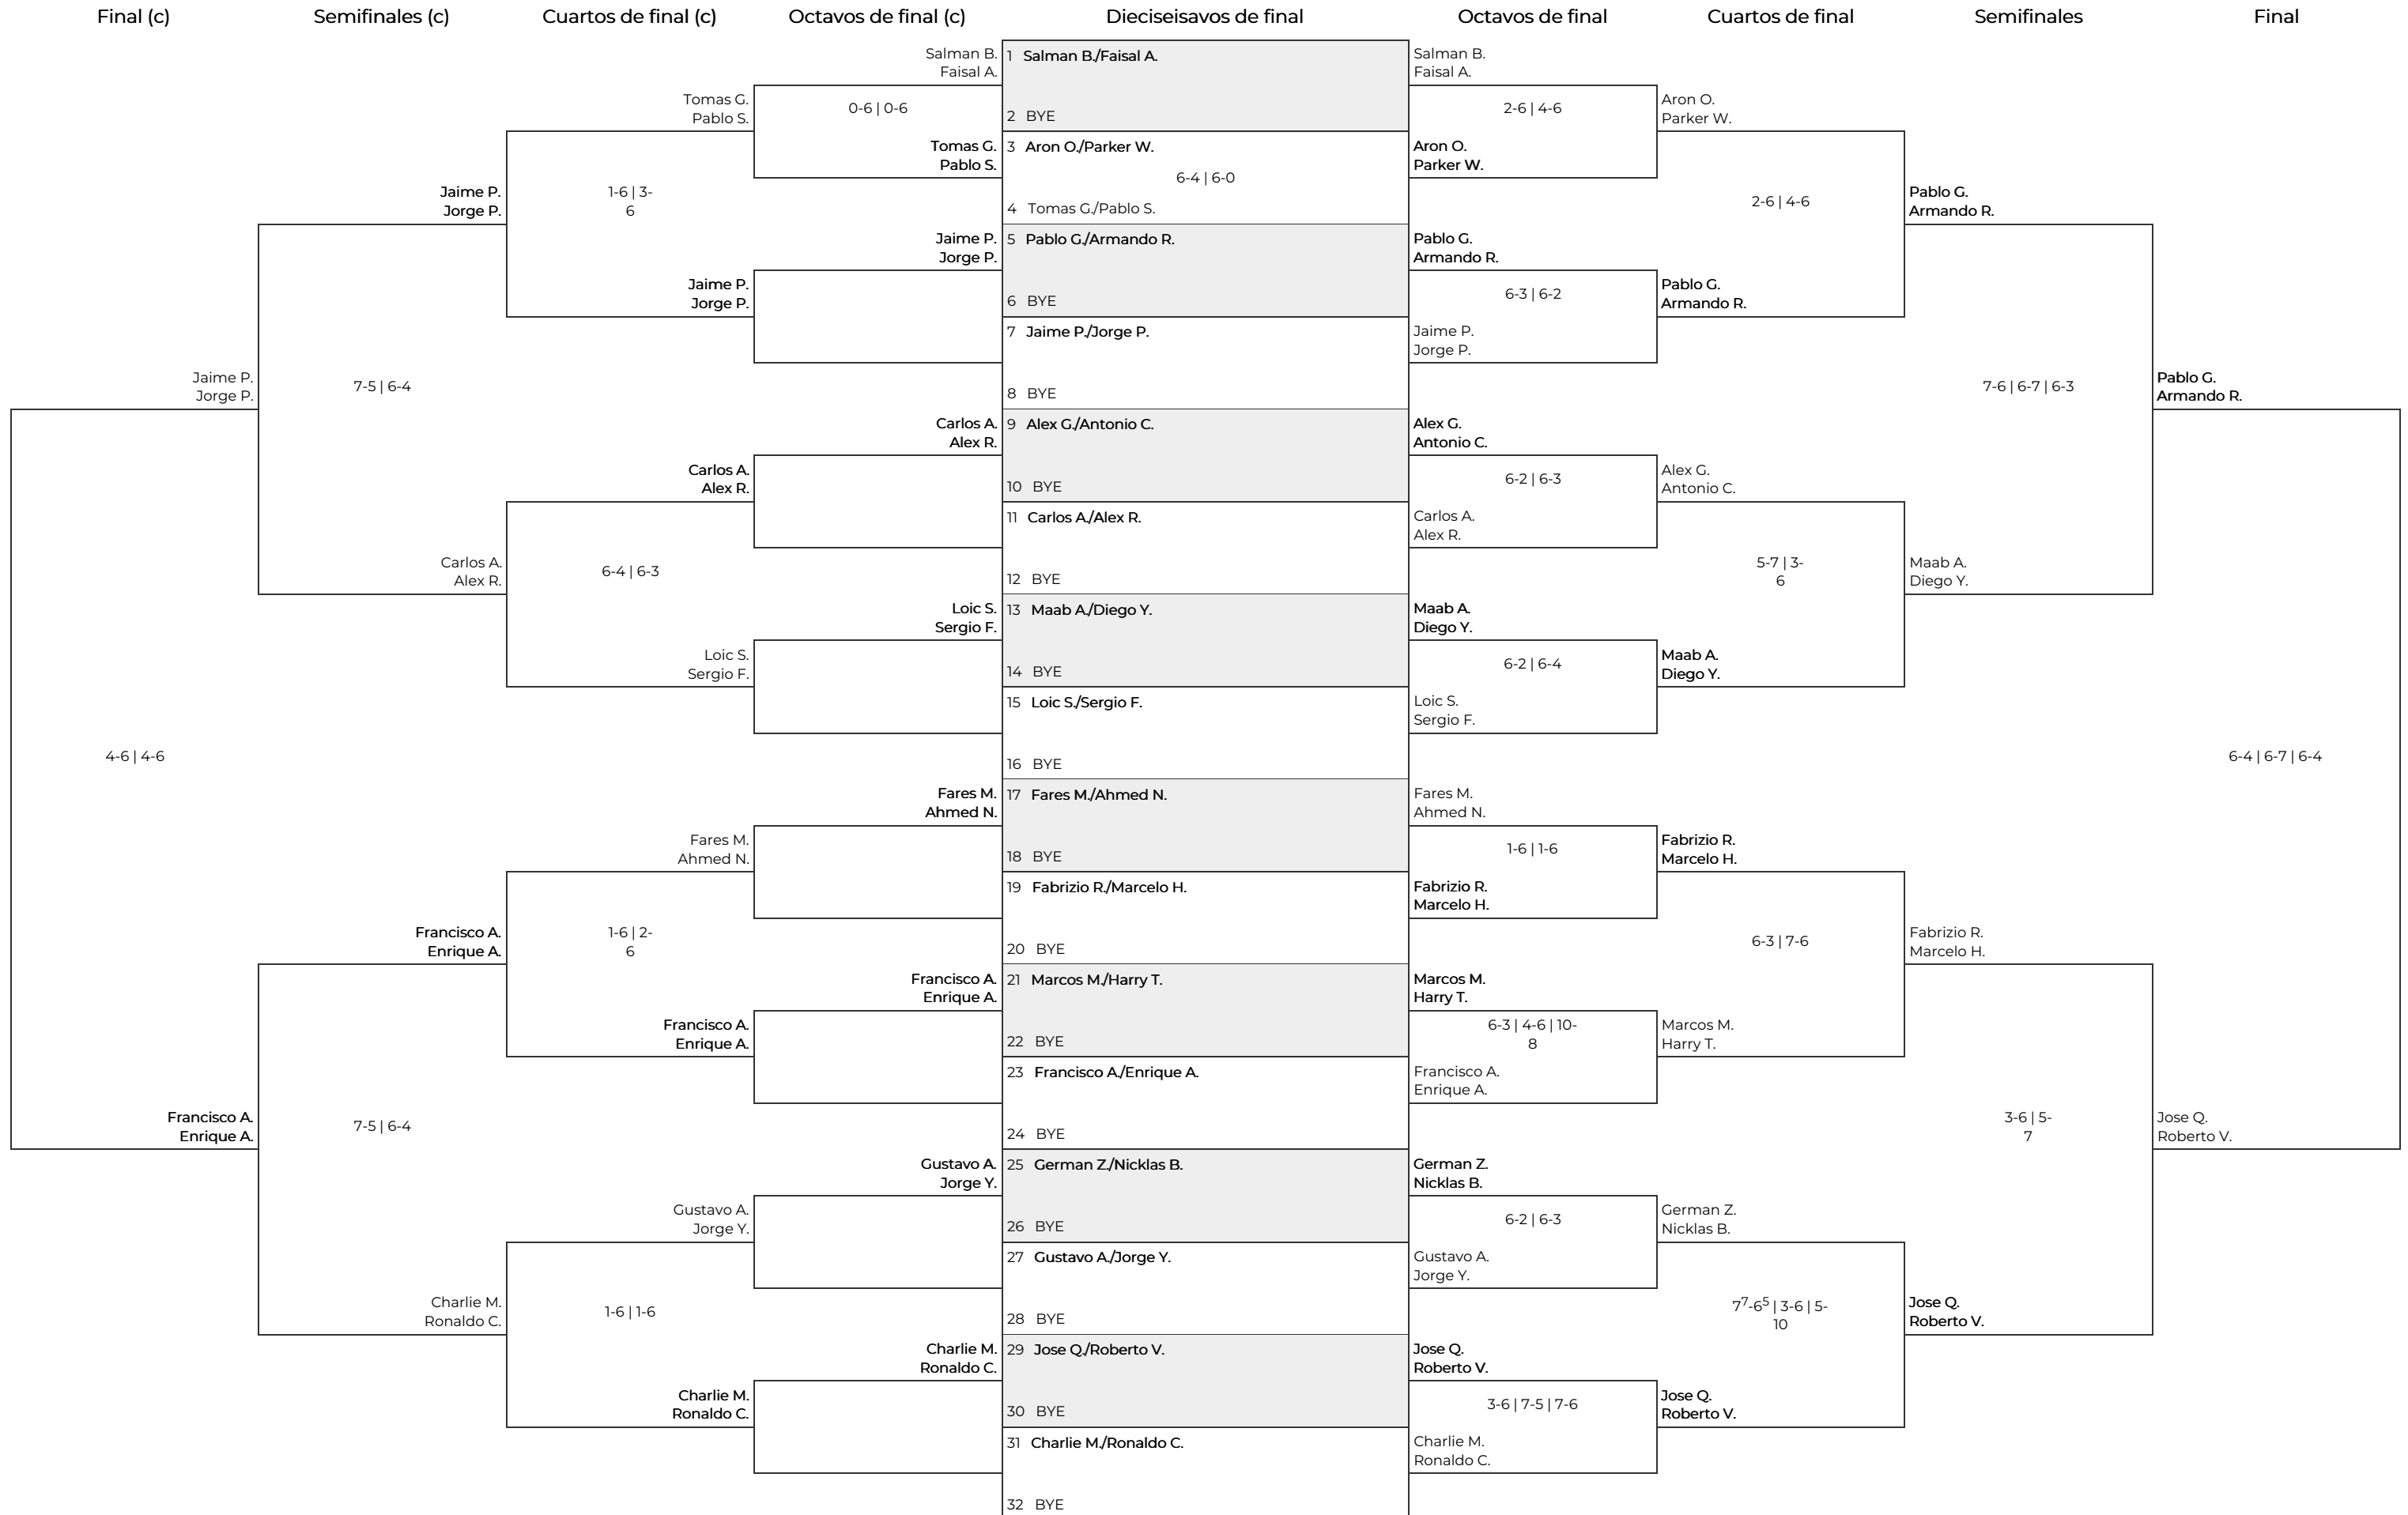 Final (c)
Semifinales (c)
Cuartos de final (c)
Octavos de final (c)
Dieciseisavos de final
Octavos de final
Cuartos de final
Semifinales
Final
Jaime P.
Jorge P.
4-6 | 4-6
Francisco A.
Enrique A.
Jaime P.
Jorge P.
7-5 | 6-4
Carlos A.
Alex R.
Francisco A.
Enrique A.
7-5 | 6-4
Charlie M.
Ronaldo C.
Tomas G.
Pablo S.
1-6 | 3-
6
Jaime P.
Jorge P.
Carlos A.
Alex R.
6-4 | 6-3
Loic S.
Sergio F.
Fares M.
Ahmed N.
1-6 | 2-
6
Francisco A.
Enrique A.
Gustavo A.
Jorge Y.
1-6 | 1-6
Charlie M.
Ronaldo C.
Salman B.
Faisal A.
0-6 | 0-6
Tomas G.
Pablo S.
Jaime P.
Jorge P.
Carlos A.
Alex R.
Loic S.
Sergio F.
Fares M.
Ahmed N.
Francisco A.
Enrique A.
Gustavo A.
Jorge Y.
Charlie M.
Ronaldo C.
1 Salman B./Faisal A.
2 BYE
3 Aron O./Parker W.
6-4 | 6-0
4 Tomas G./Pablo S.
5 Pablo G./Armando R.
6 BYE
7 Jaime P./Jorge P.
8 BYE
9 Alex G./Antonio C.
10 BYE
11 Carlos A./Alex R.
12 BYE
13 Maab A./Diego Y.
14 BYE
15 Loic S./Sergio F.
16 BYE
17 Fares M./Ahmed N.
18 BYE
19 Fabrizio R./Marcelo H.
20 BYE
21 Marcos M./Harry T.
22 BYE
23 Francisco A./Enrique A.
24 BYE
25 German Z./Nicklas B.
26 BYE
27 Gustavo A./Jorge Y.
28 BYE
29 Jose Q./Roberto V.
30 BYE
31 Charlie M./Ronaldo C.
32 BYE
Salman B.
Faisal A.
2-6 | 4-6
Aron O.
Parker W.
Pablo G.
Armando R.
6-3 | 6-2
Jaime P.
Jorge P.
Alex G.
Antonio C.
6-2 | 6-3
Carlos A.
Alex R.
Maab A.
Diego Y.
6-2 | 6-4
Loic S.
Sergio F.
Fares M.
Ahmed N.
1-6 | 1-6
Fabrizio R.
Marcelo H.
Marcos M.
Harry T.
6-3 | 4-6 | 10-
8
Francisco A.
Enrique A.
German Z.
Nicklas B.
6-2 | 6-3
Gustavo A.
Jorge Y.
Jose Q.
Roberto V.
3-6 | 7-5 | 7-6
Charlie M.
Ronaldo C.
Aron O.
Parker W.
2-6 | 4-6
Pablo G.
Armando R.
Alex G.
Antonio C.
5-7 | 3-
6
Maab A.
Diego Y.
Fabrizio R.
Marcelo H.
6-3 | 7-6
Marcos M.
Harry T.
German Z.
Nicklas B.
7⁷-6⁵ | 3-6 | 5-
10
Jose Q.
Roberto V.
Pablo G.
Armando R.
7-6 | 6-7 | 6-3
Maab A.
Diego Y.
Fabrizio R.
Marcelo H.
3-6 | 5-
7
Jose Q.
Roberto V.
Pablo G.
Armando R.
6-4 | 6-7 | 6-4
Jose Q.
Roberto V.